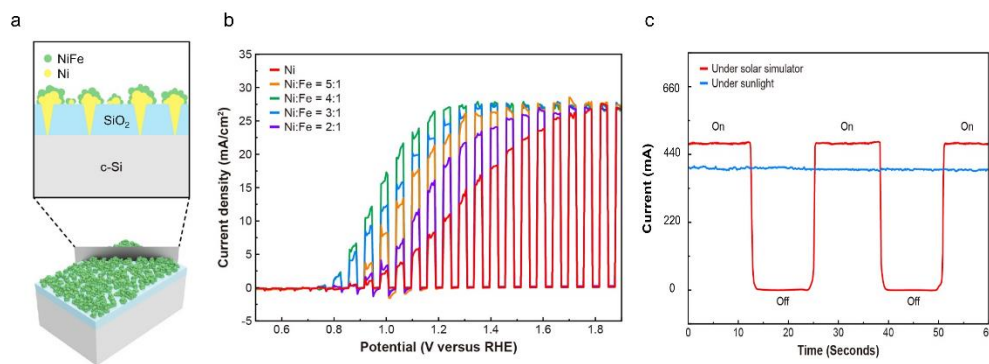 a
NiFe
Ni
SiO2
c-Si
b
Current density (mA/cm²)
35
30
25
20
15
10
5
0
-5
Ni
Ni:Fe = 5:1
Ni:Fe = 4:1
Ni:Fe = 3:1
Ni:Fe = 2:1
0.6
0.8
1.0
1.2
1.4
1.6
1.8
Potential (V versus RHE)
c
Current (mA)
660
440
220
0
Under solar simulator
Under sunlight
On
On
On
Off
Off
0
10
20
30
40
50
60
Time (Seconds)